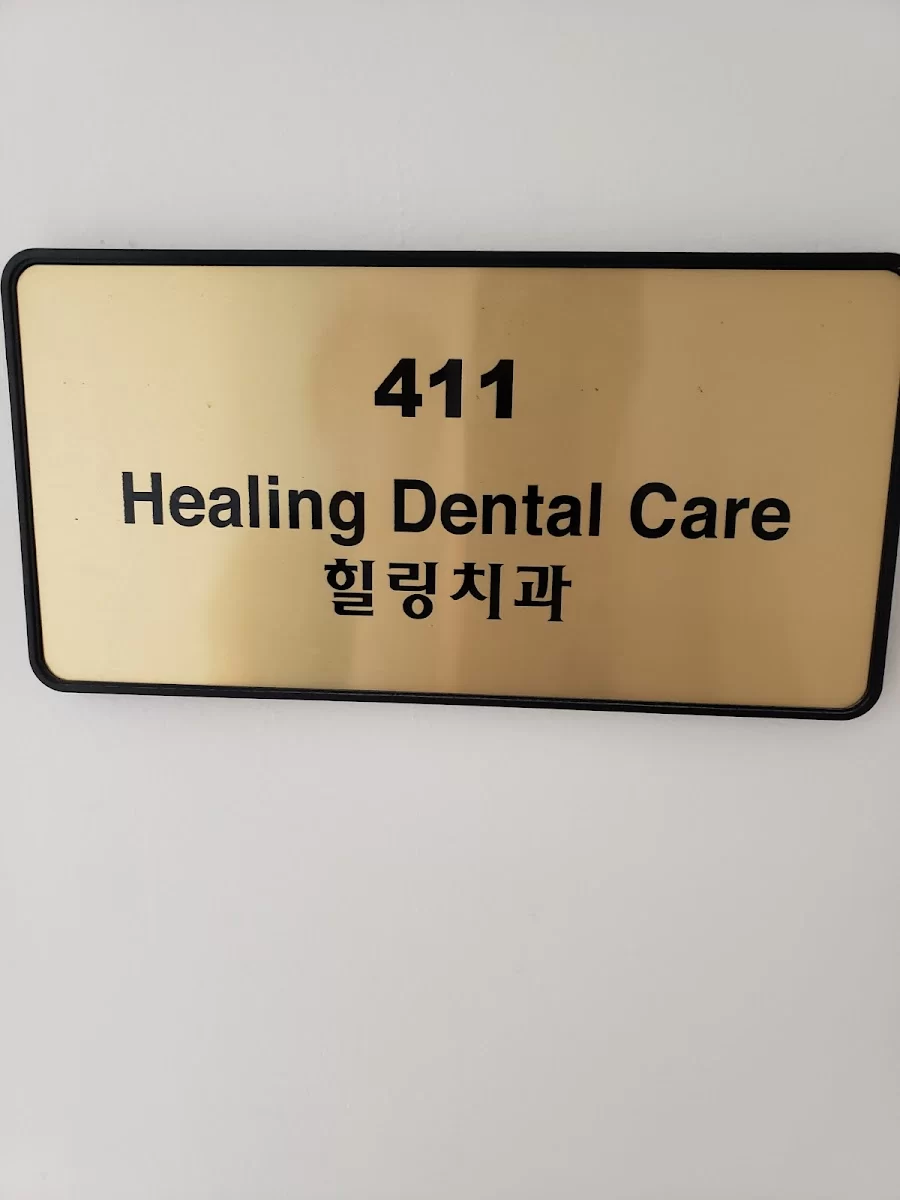 411
Healing Dental Care
힐링치과